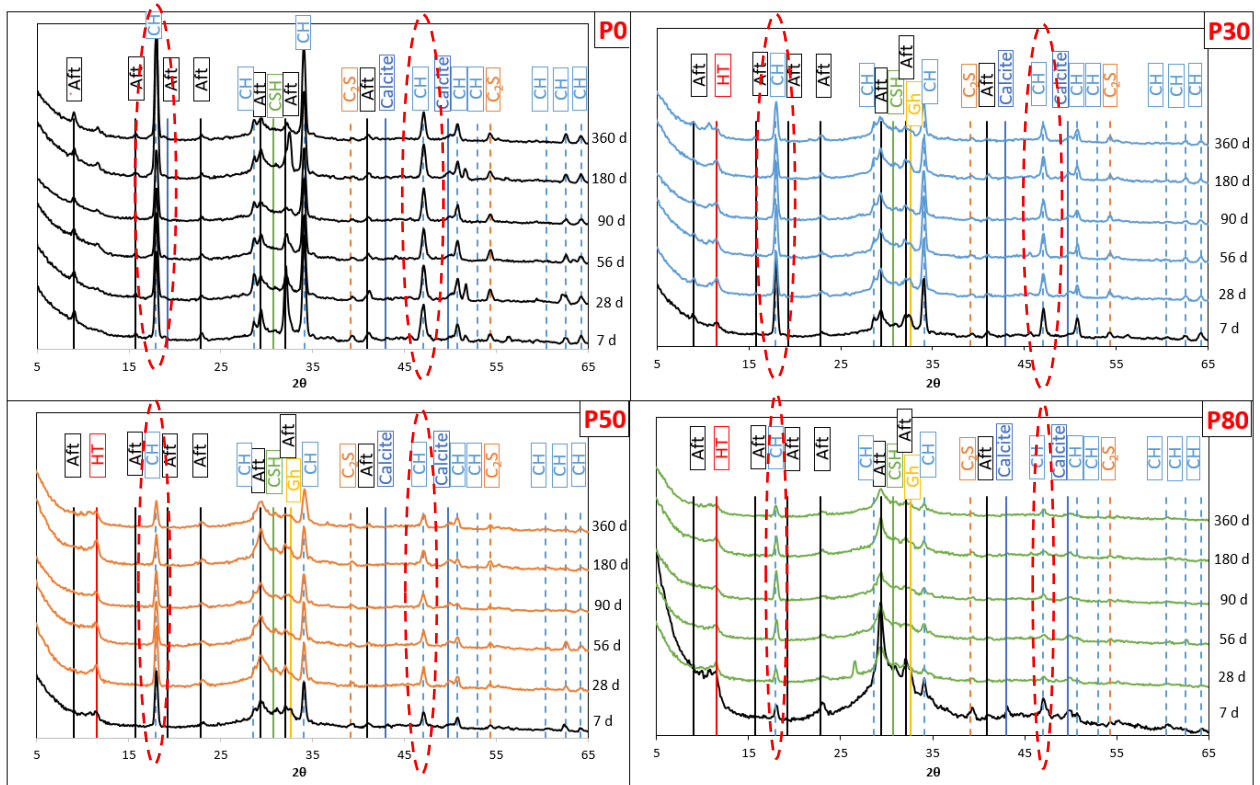 P0
CH
CH
Aft
Aft
Aft
Aft
CH
Aft
CSH
Aft
C₂S
Aft
Calcite
CH
Calcite
CH
CH
C₂S
CH
CH
CH
360 d
180 d
90 d
56 d
28 d
7 d
5 15 25 35 45 55 65
2θ
P30
Aft
HT
Aft
CH
Aft
Aft
CH
Aft
CSH
Aft
Gh
CH
C₂S
Aft
Calcite
CH
Calcite
CH
CH
C₂S
CH
CH
CH
360 d
180 d
90 d
56 d
28 d
7 d
5 15 25 35 45 55 65
2θ
P50
Aft
HT
Aft
CH
Aft
Aft
CH
Aft
CSH
Aft
Gh
CH
C₂S
Aft
Calcite
CH
Calcite
CH
CH
C₂S
CH
CH
CH
360 d
180 d
90 d
56 d
28 d
7 d
5 15 25 35 45 55 65
2θ
P80
Aft
HT
Aft
CH
Aft
Aft
CH
Aft
CSH
Aft
Gh
CH
C₂S
Aft
Calcite
CH
Calcite
CH
CH
C₂S
CH
CH
CH
360 d
180 d
90 d
56 d
28 d
7 d
5 15 25 35 45 55 65
2θ